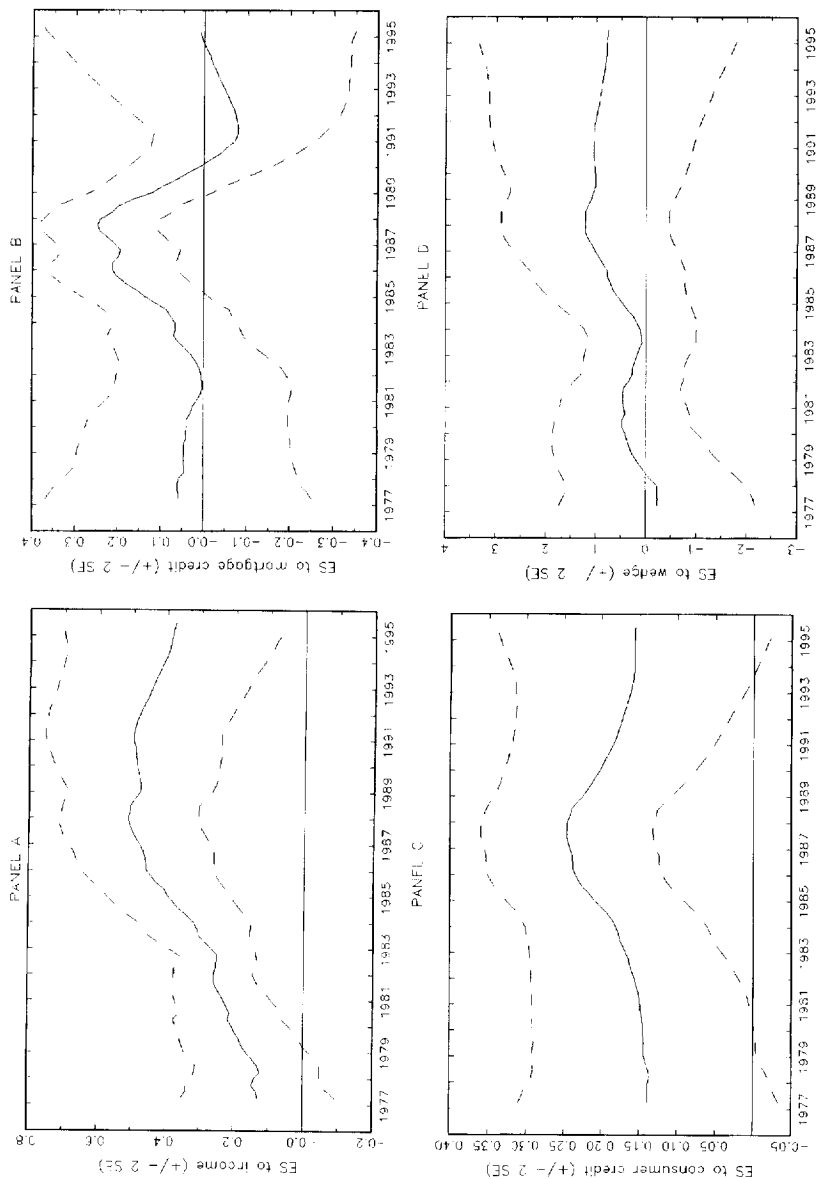 PANEL A
ES to income (+/− 2 SE)
0.8
0.6
0.4
0.2
−0.0
−0.2
1977 1979 1981 1983 1985 1987 1989 1991 1993 1995
PANEL B
ES to mortgage credit (+/− 2 SE)
0.4
0.3
0.2
0.1
−0.0
−0.1
−0.2
−0.3
−0.4
1977 1979 1981 1983 1985 1987 1989 1991 1993 1995
PANEL C
ES to consumer credit (+/− 2 SE)
0.40
0.35
0.30
0.25
0.20
0.15
0.10
0.05
−0.05
1977 1979 1981 1983 1985 1987 1989 1991 1993 1995
PANEL D
ES to wedge (+/ 2 SE)
4
3
2
1
0
−1
−2
−3
1977 1979 1981 1983 1985 1987 1989 1991 1993 1995